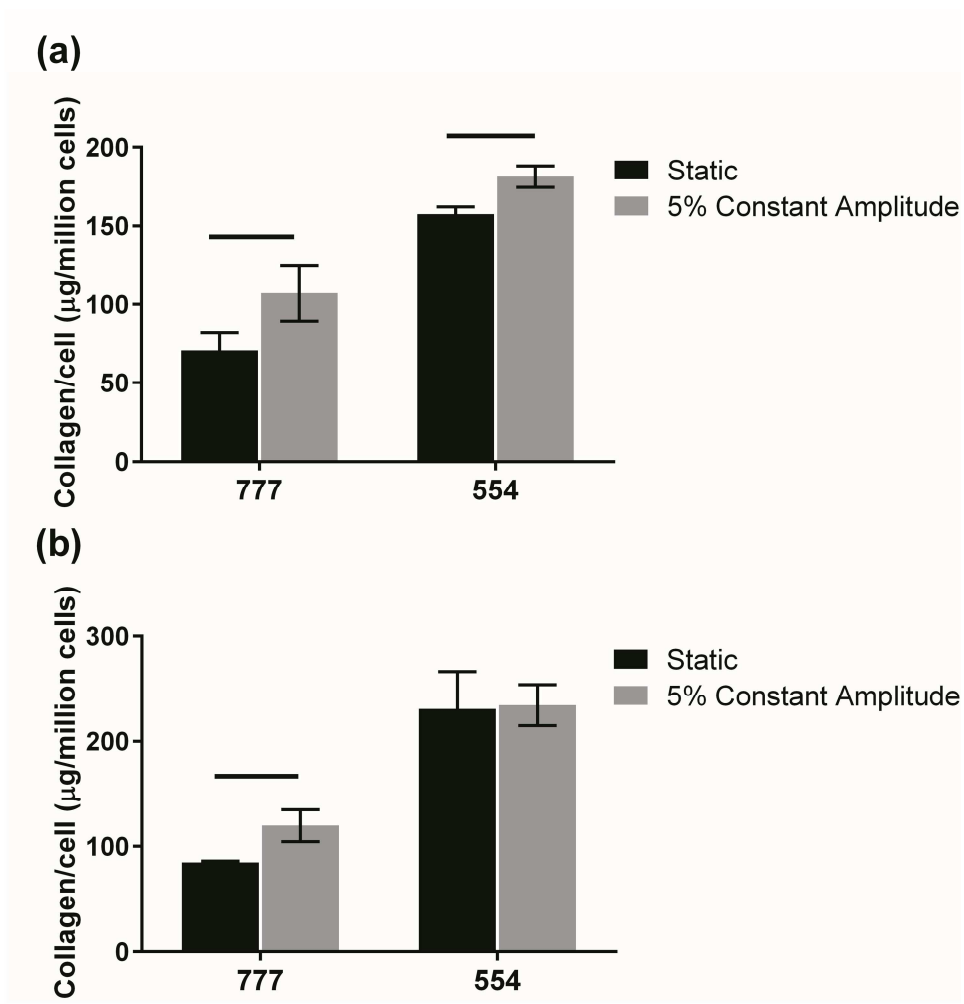 (a)
Collagen/cell (μg/million cells)
200
150
100
50
0
777
554
Static
5% Constant Amplitude
(b)
Collagen/cell (μg/million cells)
300
200
100
0
777
554
Static
5% Constant Amplitude